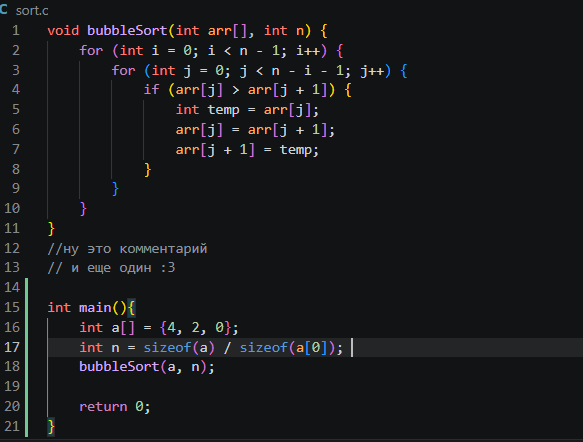 C sort.c
1 void bubbleSort(int arr[], int n) {
2     for (int i = 0; i < n - 1; i++) {
3         for (int j = 0; j < n - i - 1; j++) {
4             if (arr[j] > arr[j + 1]) {
5                 int temp = arr[j];
6                 arr[j] = arr[j + 1];
7                 arr[j + 1] = temp;
8             }
9         }
10     }
11 }
12 //ну это комментарий
13 // и еще один :3
14
15 int main(){
16     int a[] = {4, 2, 0};
17     int n = sizeof(a) / sizeof(a[0]);
18     bubbleSort(a, n);
19
20     return 0;
21 }